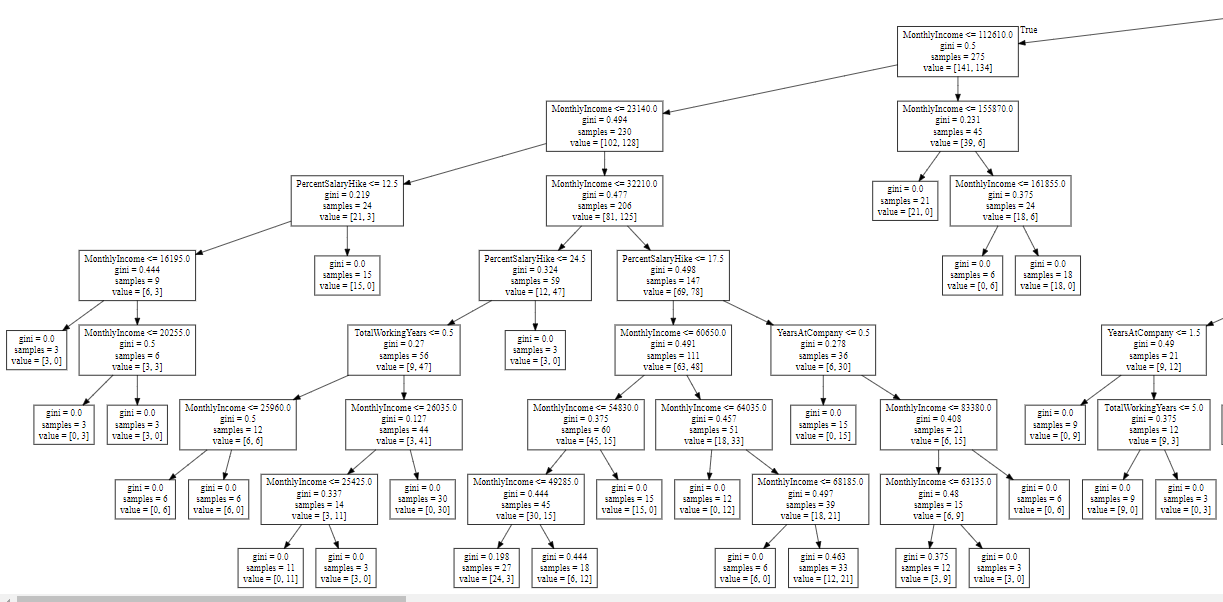 True
MonthlyIncome <= 112610.0
gini = 0.5
samples = 275
value = [141, 134]
MonthlyIncome <= 23140.0
gini = 0.494
samples = 230
value = [102, 128]
MonthlyIncome <= 155870.0
gini = 0.231
samples = 45
value = [39, 6]
PercentSalaryHike <= 12.5
gini = 0.219
samples = 24
value = [21, 3]
MonthlyIncome <= 32210.0
gini = 0.477
samples = 206
value = [81, 125]
gini = 0.0
samples = 21
value = [21, 0]
MonthlyIncome <= 161855.0
gini = 0.375
samples = 24
value = [18, 6]
MonthlyIncome <= 16195.0
gini = 0.444
samples = 9
value = [6, 3]
gini = 0.0
samples = 15
value = [15, 0]
PercentSalaryHike <= 24.5
gini = 0.324
samples = 59
value = [12, 47]
PercentSalaryHike <= 17.5
gini = 0.498
samples = 147
value = [69, 78]
gini = 0.0
samples = 6
value = [0, 6]
gini = 0.0
samples = 18
value = [18, 0]
gini = 0.0
samples = 3
value = [3, 0]
MonthlyIncome <= 20255.0
gini = 0.5
samples = 6
value = [3, 3]
TotalWorkingYears <= 0.5
gini = 0.27
samples = 56
value = [9, 47]
gini = 0.0
samples = 3
value = [3, 0]
MonthlyIncome <= 60650.0
gini = 0.491
samples = 111
value = [63, 48]
YearsAtCompany <= 0.5
gini = 0.278
samples = 36
value = [6, 30]
YearsAtCompany <= 1.5
gini = 0.49
samples = 21
value = [9, 12]
gini = 0.0
samples = 3
value = [0, 3]
gini = 0.0
samples = 3
value = [3, 0]
MonthlyIncome <= 25960.0
gini = 0.5
samples = 12
value = [6, 6]
MonthlyIncome <= 26035.0
gini = 0.127
samples = 44
value = [3, 41]
MonthlyIncome <= 54830.0
gini = 0.375
samples = 60
value = [45, 15]
MonthlyIncome <= 64035.0
gini = 0.457
samples = 51
value = [18, 33]
gini = 0.0
samples = 15
value = [0, 15]
MonthlyIncome <= 83380.0
gini = 0.408
samples = 21
value = [6, 15]
gini = 0.0
samples = 9
value = [0, 9]
TotalWorkingYears <= 5.0
gini = 0.375
samples = 12
value = [9, 3]
gini = 0.0
samples = 6
value = [0, 6]
gini = 0.0
samples = 6
value = [6, 0]
MonthlyIncome <= 25425.0
gini = 0.337
samples = 14
value = [3, 11]
gini = 0.0
samples = 30
value = [0, 30]
MonthlyIncome <= 49285.0
gini = 0.444
samples = 45
value = [30, 15]
gini = 0.0
samples = 15
value = [15, 0]
gini = 0.0
samples = 12
value = [0, 12]
MonthlyIncome <= 68185.0
gini = 0.497
samples = 39
value = [18, 21]
MonthlyIncome <= 63135.0
gini = 0.48
samples = 15
value = [6, 9]
gini = 0.0
samples = 6
value = [0, 6]
gini = 0.0
samples = 9
value = [9, 0]
gini = 0.0
samples = 3
value = [0, 3]
gini = 0.0
samples = 11
value = [0, 11]
gini = 0.0
samples = 3
value = [3, 0]
gini = 0.198
samples = 27
value = [24, 3]
gini = 0.444
samples = 18
value = [6, 12]
gini = 0.0
samples = 6
value = [6, 0]
gini = 0.463
samples = 33
value = [12, 21]
gini = 0.375
samples = 12
value = [3, 9]
gini = 0.0
samples = 3
value = [3, 0]